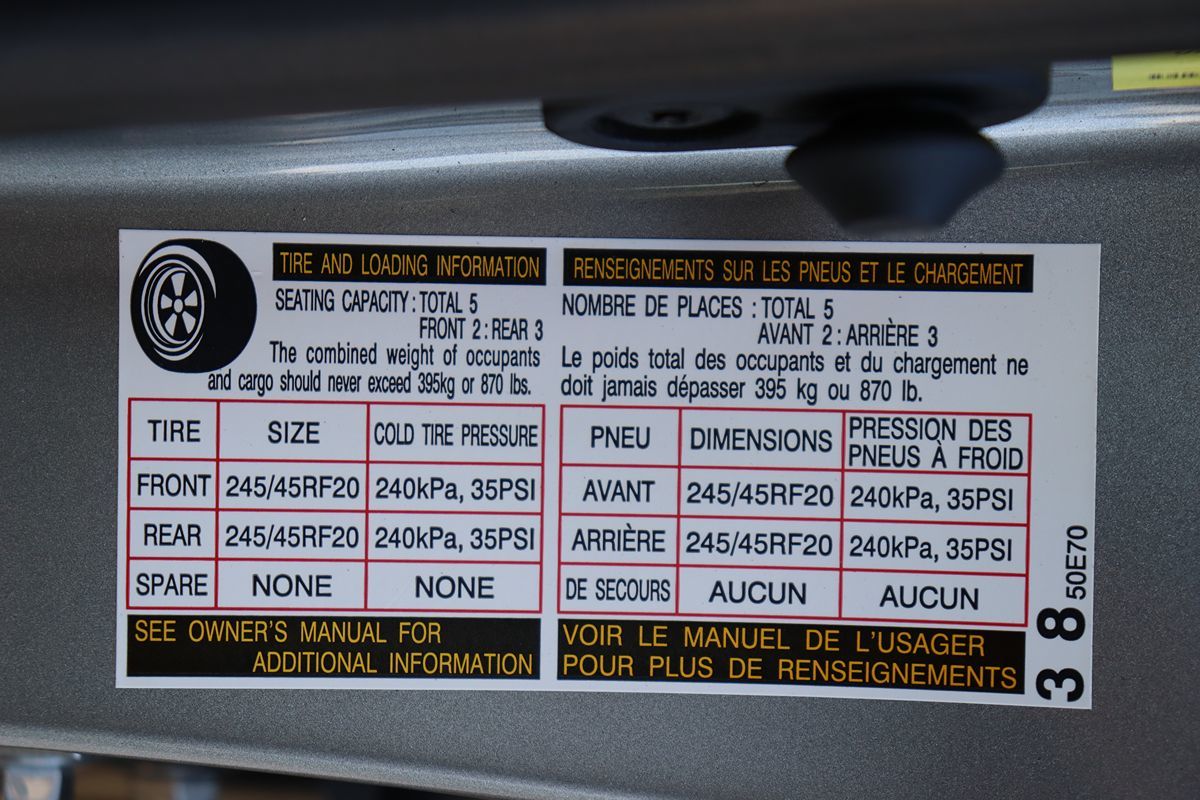 TIRE AND LOADING INFORMATION
SEATING CAPACITY : TOTAL 5
FRONT 2 : REAR 3
The combined weight of occupants
and cargo should never exceed 395kg or 870 lbs.
TIRE SIZE COLD TIRE PRESSURE
FRONT 245/45RF20 240kPa, 35PSI
REAR 245/45RF20 240kPa, 35PSI
SPARE NONE NONE
SEE OWNER'S MANUAL FOR
ADDITIONAL INFORMATION
RENSEIGNEMENTS SUR LES PNEUS ET LE CHARGEMENT
NOMBRE DE PLACES : TOTAL 5
AVANT 2 : ARRIÈRE 3
Le poids total des occupants et du chargement ne
doit jamais dépasser 395 kg ou 870 lb.
PNEU DIMENSIONS PRESSION DES
PNEUS À FROID
AVANT 245/45RF20 240kPa, 35PSI
ARRIÈRE 245/45RF20 240kPa, 35PSI
DE SECOURS AUCUN AUCUN
VOIR LE MANUEL DE L'USAGER
POUR PLUS DE RENSEIGNEMENTS
3 8
50E70